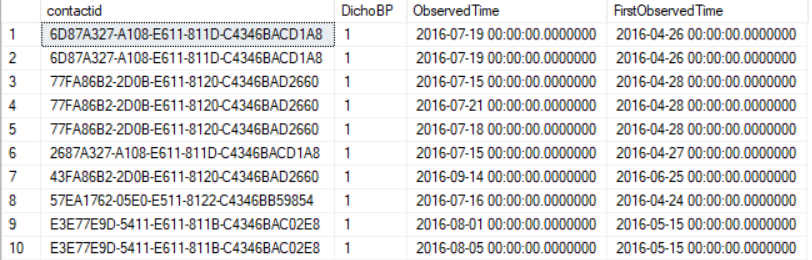 contactid DichoBP ObservedTime FirstObservedTime
1 6D87A327-A108-E611-811D-C4346BACD1A8 1 2016-07-19 00:00:00.0000000 2016-04-26 00:00:00.0000000
2 6D87A327-A108-E611-811D-C4346BACD1A8 1 2016-07-19 00:00:00.0000000 2016-04-26 00:00:00.0000000
3 77FA86B2-2D0B-E611-8120-C4346BAD2660 1 2016-07-15 00:00:00.0000000 2016-04-28 00:00:00.0000000
4 77FA86B2-2D0B-E611-8120-C4346BAD2660 1 2016-07-21 00:00:00.0000000 2016-04-28 00:00:00.0000000
5 77FA86B2-2D0B-E611-8120-C4346BAD2660 1 2016-07-18 00:00:00.0000000 2016-04-28 00:00:00.0000000
6 2687A327-A108-E611-811D-C4346BACD1A8 1 2016-07-15 00:00:00.0000000 2016-04-27 00:00:00.0000000
7 43FA86B2-2D0B-E611-8120-C4346BAD2660 1 2016-09-14 00:00:00.0000000 2016-06-25 00:00:00.0000000
8 57EA1762-05E0-E511-8122-C4346BB59854 1 2016-07-16 00:00:00.0000000 2016-04-24 00:00:00.0000000
9 E3E77E9D-5411-E611-811B-C4346BAC02E8 1 2016-08-01 00:00:00.0000000 2016-05-15 00:00:00.0000000
10 E3E77E9D-5411-E611-811B-C4346BAC02E8 1 2016-08-05 00:00:00.0000000 2016-05-15 00:00:00.0000000